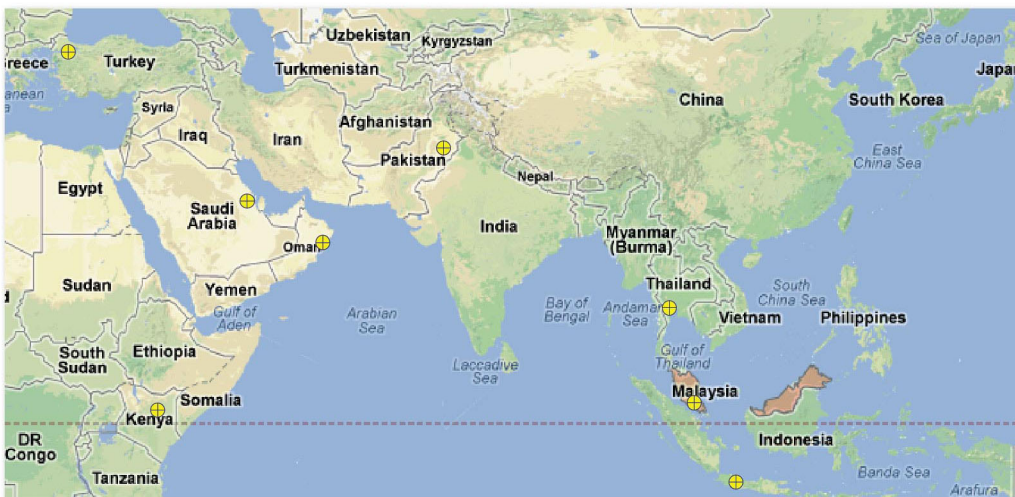 Uzbekistan
Kyrgyzstan
Sea of Japan
Greece
Turkey
Turkmenistan
Japa
anean
a
Syria
China
South Korea
Afghanistan
Iraq
Iran
Pakistan
East
China Sea
Nepal
Egypt
Saudi
Arabia
India
Oman
Myanmar
(Burma)
Sudan
Yemen
Thailand
South
China Sea
d
Gulf of
Aden
Arabian
Sea
Bay of
Bengal
Andaman
Sea
Vietnam
Philippines
South
Sudan
Ethiopia
Laccadive
Sea
Gulf of
Thailand
Somalia
Malaysia
Kenya
DR
Congo
Indonesia
Tanzania
Banda Sea
Arafura